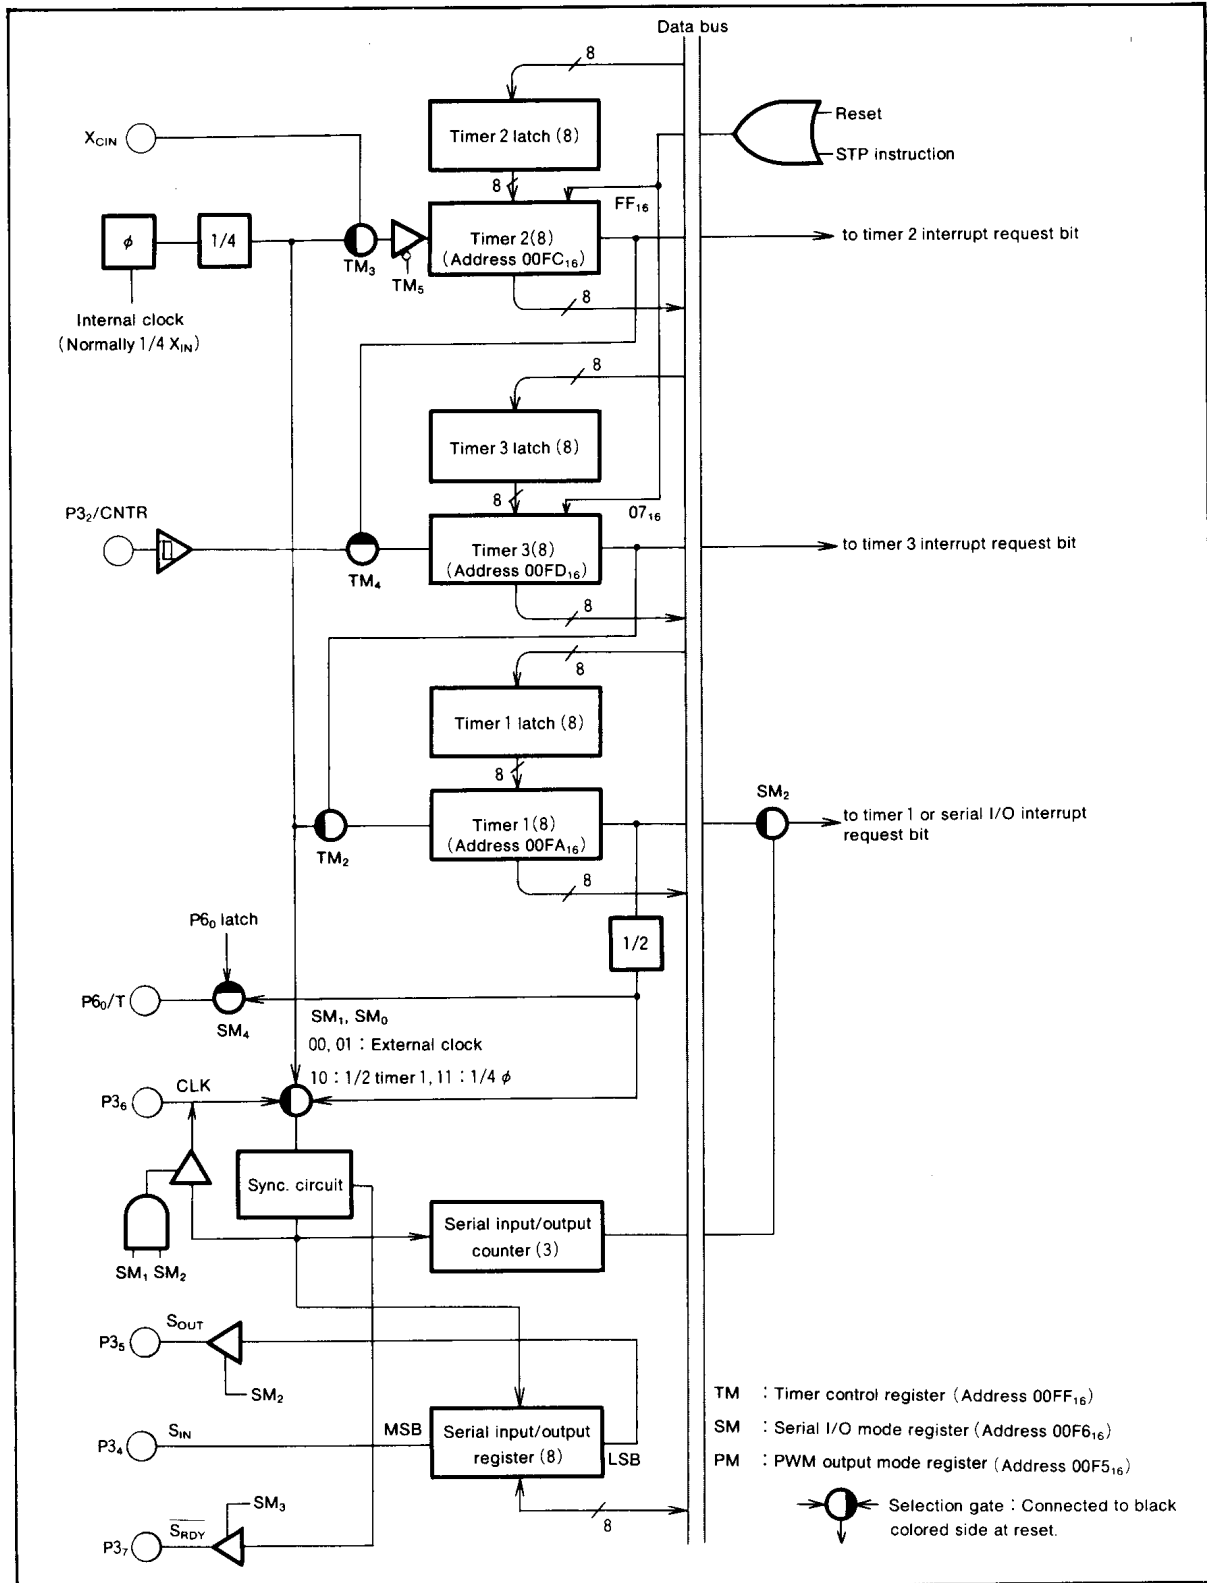 Data bus
8
Timer 2 latch (8)
Reset
STP instruction
X_CIN
8
FF₁₆
φ
1/4
TM₃
TM₅
Timer 2(8)
(Address 00FC₁₆)
to timer 2 interrupt request bit
8
Internal clock
(Normally 1/4 X_IN)
8
Timer 3 latch (8)
8
07₁₆
P3₂/CNTR
TM₄
Timer 3(8)
(Address 00FD₁₆)
to timer 3 interrupt request bit
8
8
Timer 1 latch (8)
8
TM₂
Timer 1(8)
(Address 00FA₁₆)
SM₂
to timer 1 or serial I/O interrupt
request bit
8
P6₀ latch
1/2
P6₀/T
SM₄
SM₁, SM₀
00, 01 : External clock
10 : 1/2 timer 1, 11 : 1/4 φ
P3₆
CLK
Sync. circuit
SM₁ SM₂
Serial input/output
counter (3)
P3₅
S_OUT
SM₂
P3₄
S_IN
MSB
Serial input/output
register (8)
LSB
8
SM₃
P3₇
S̅_RDY
TM : Timer control register (Address 00FF₁₆)
SM : Serial I/O mode register (Address 00F6₁₆)
PM : PWM output mode register (Address 00F5₁₆)
Selection gate : Connected to black
colored side at reset.